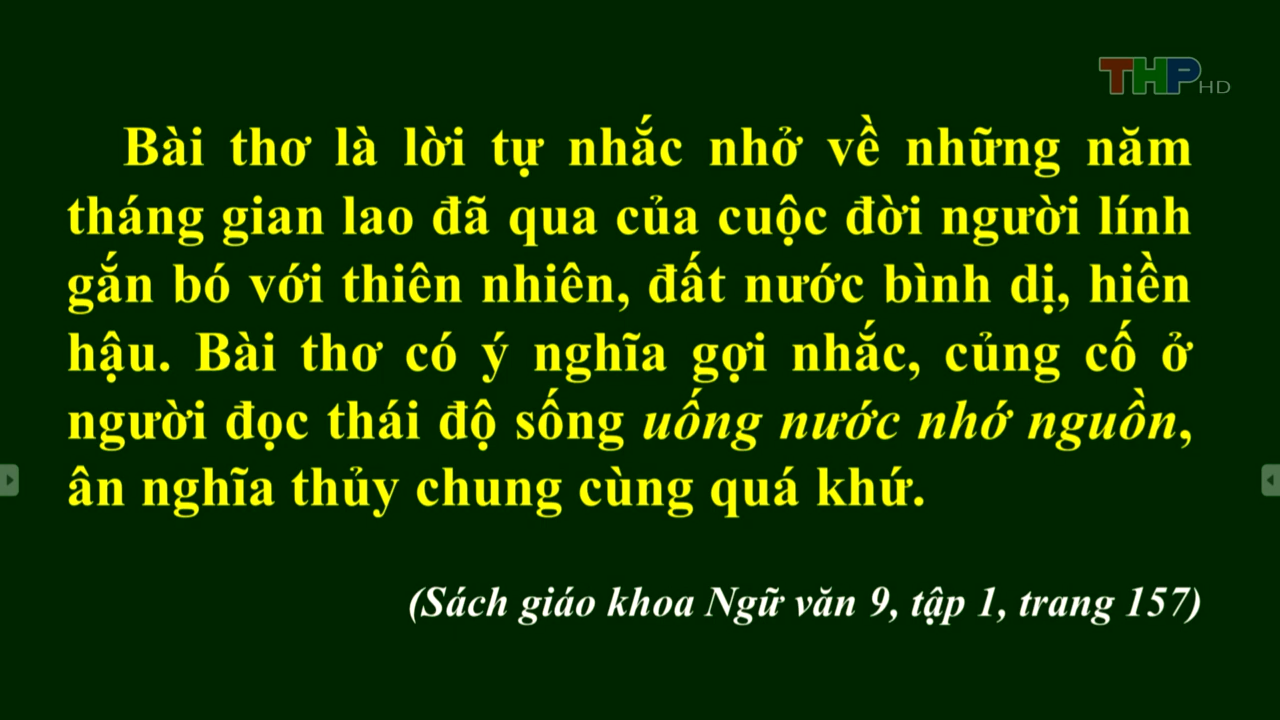 THP HD
Bài thơ là lời tự nhắc nhở về những năm
tháng gian lao đã qua của cuộc đời người lính
gắn bó với thiên nhiên, đất nước bình dị, hiền
hậu. Bài thơ có ý nghĩa gợi nhắc, củng cố ở
người đọc thái độ sống uống nước nhớ nguồn,
ân nghĩa thủy chung cùng quá khứ.
(Sách giáo khoa Ngữ văn 9, tập 1, trang 157)